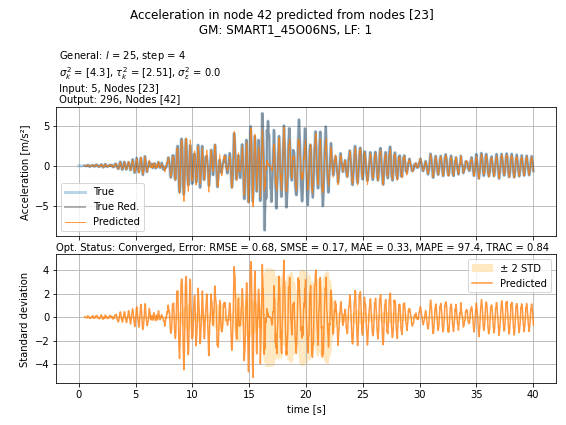 Acceleration in node 42 predicted from nodes [23]
GM: SMART1_45O06NS, LF: 1
General: l = 25, step = 4
σ²ₖ = [4.3], τ²ₖ = [2.51], σ²ε = 0.0
Input: 5, Nodes [23]
Output: 296, Nodes [42]
Acceleration [m/s²]
5
0
−5
True
True Red.
Predicted
Opt. Status: Converged, Error: RMSE = 0.68, SMSE = 0.17, MAE = 0.33, MAPE = 97.4, TRAC = 0.84
Standard deviation
4
2
0
−2
−4
± 2 STD
Predicted
0 5 10 15 20 25 30 35 40
time [s]